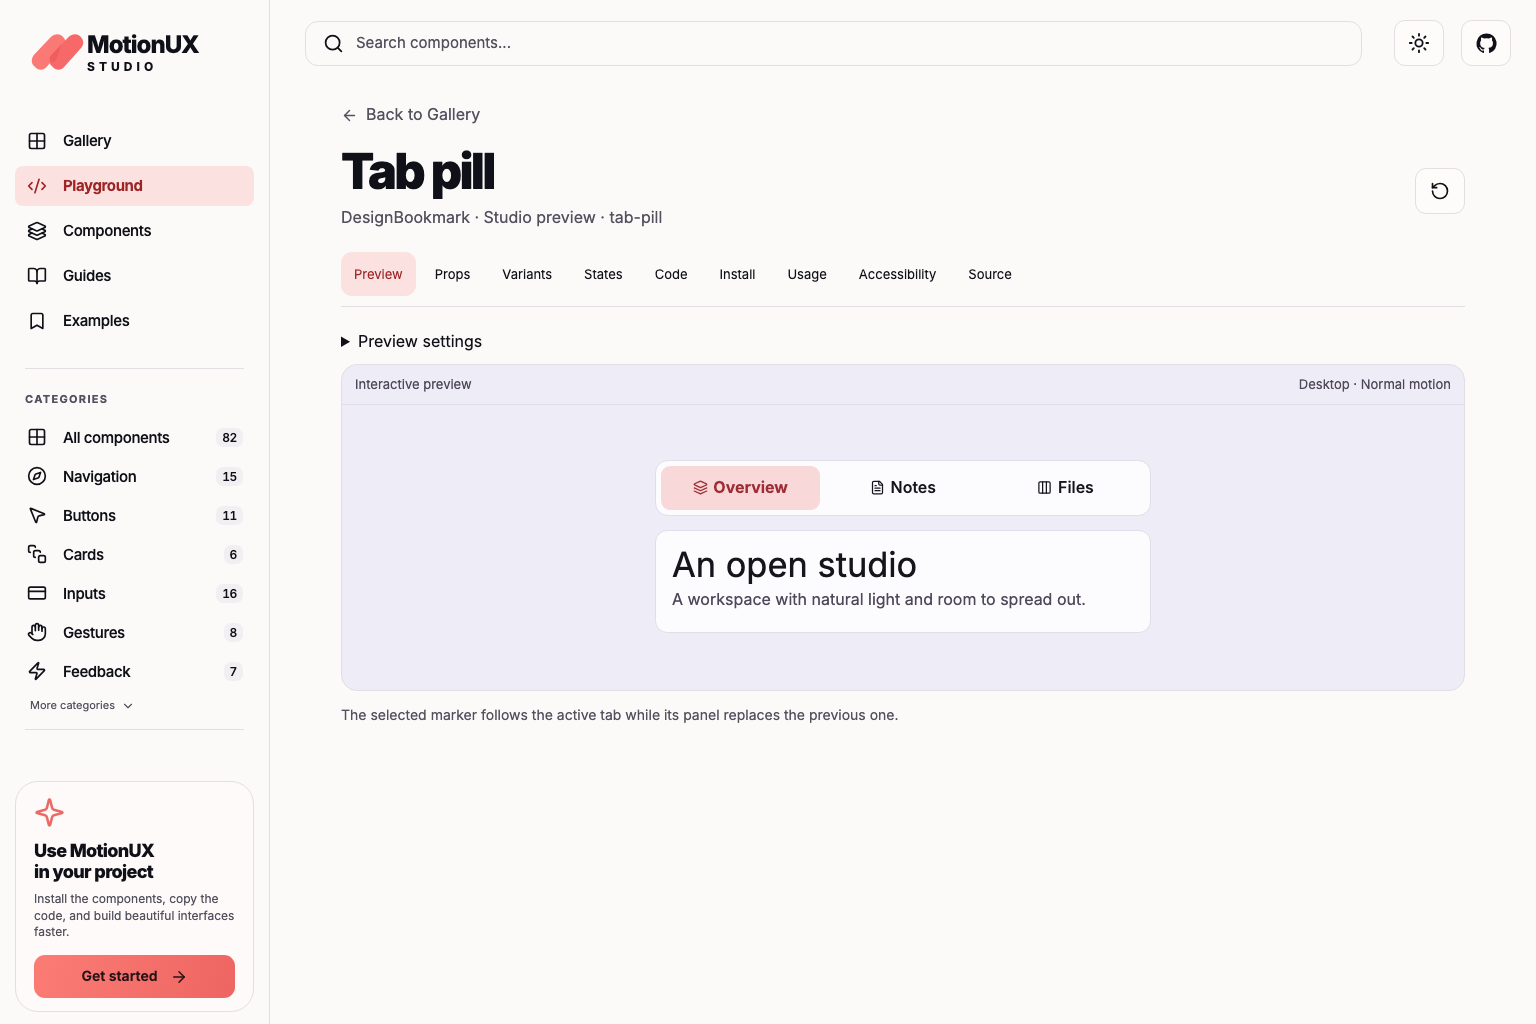 MotionUX
STUDIO
Gallery
Playground
Components
Guides
Examples
CATEGORIES
All components 82
Navigation 15
Buttons 11
Cards 6
Inputs 16
Gestures 8
Feedback 7
More categories
Use MotionUX
in your project
Install the components, copy the
code, and build beautiful interfaces
faster.
Get started
Search components...
Back to Gallery
Tab pill
DesignBookmark · Studio preview · tab-pill
Preview Props Variants States Code Install Usage Accessibility Source
Preview settings
Interactive preview Desktop · Normal motion
Overview Notes Files
An open studio
A workspace with natural light and room to spread out.
The selected marker follows the active tab while its panel replaces the previous one.